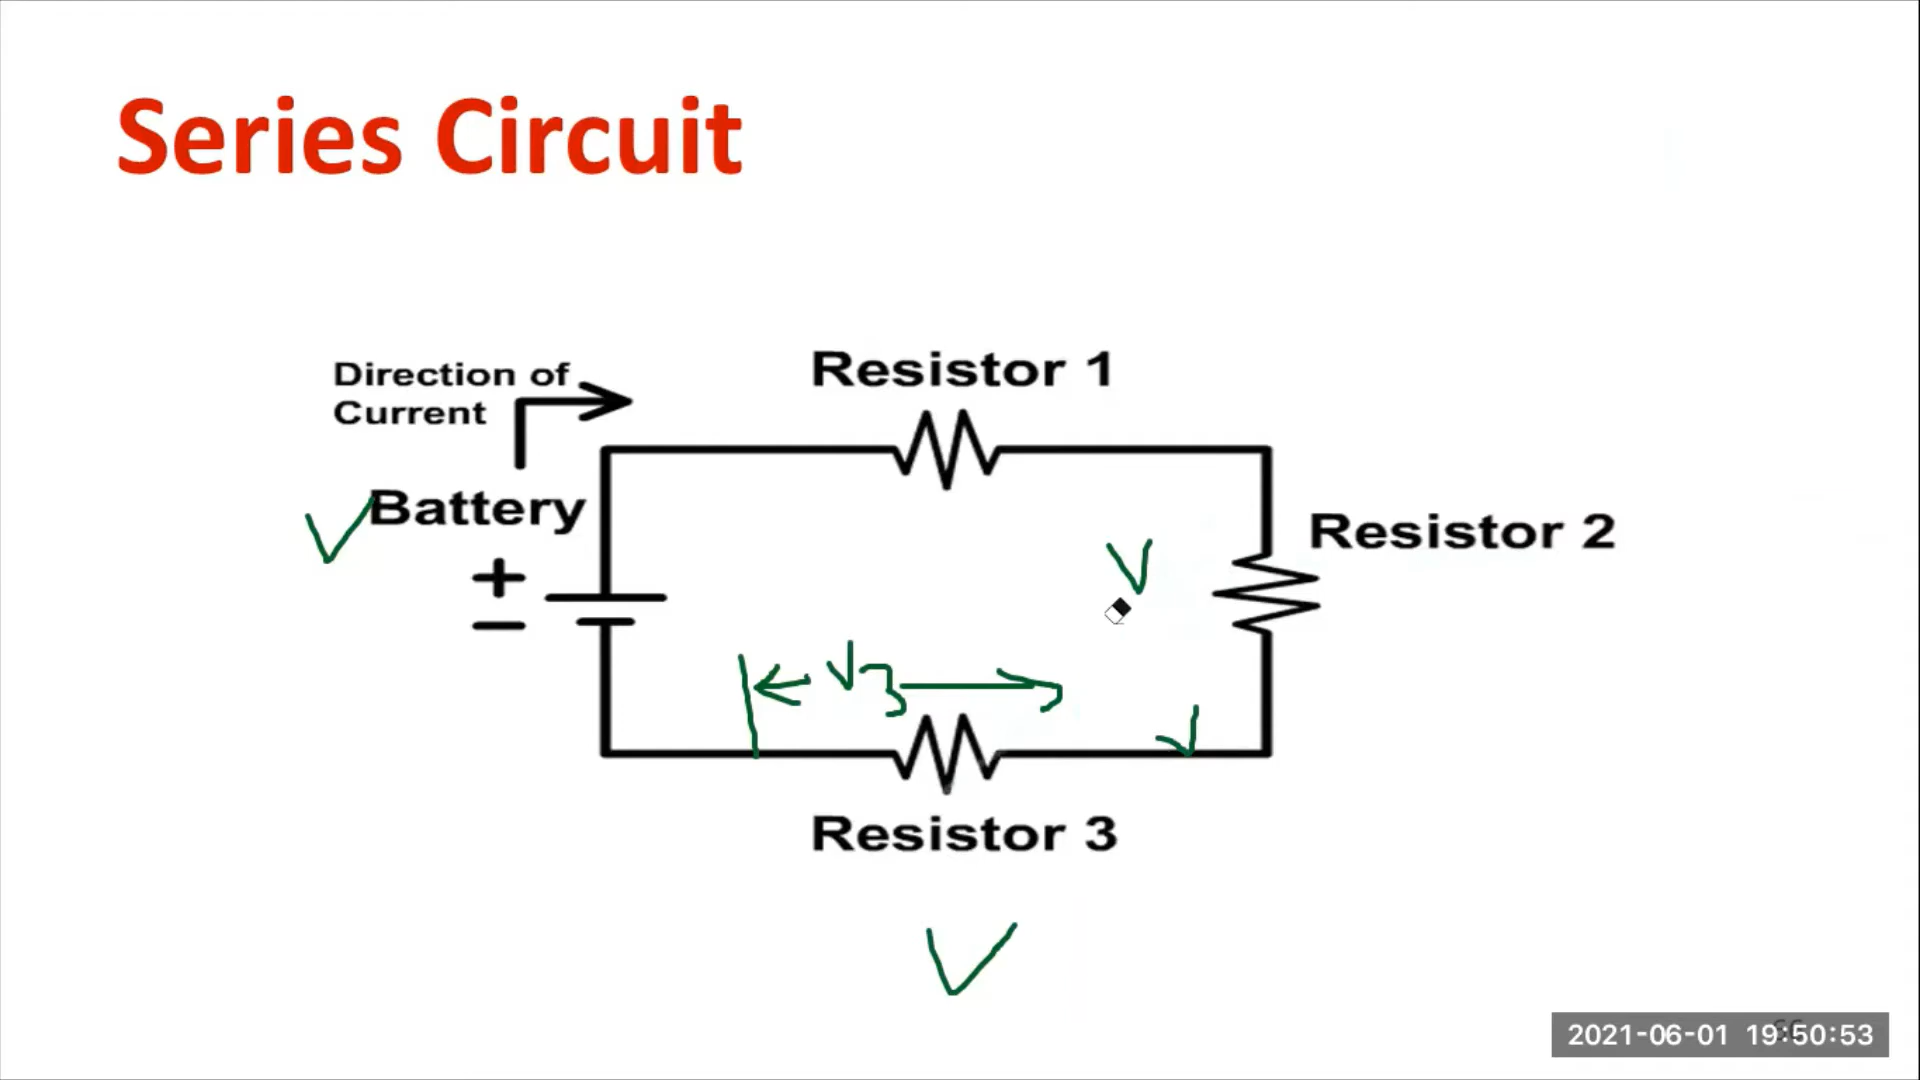 Series Circuit
Direction of
Current
Resistor 1
Battery
+
−
Resistor 2
V
V3
V
Resistor 3
V
2021-06-01 19:50:53